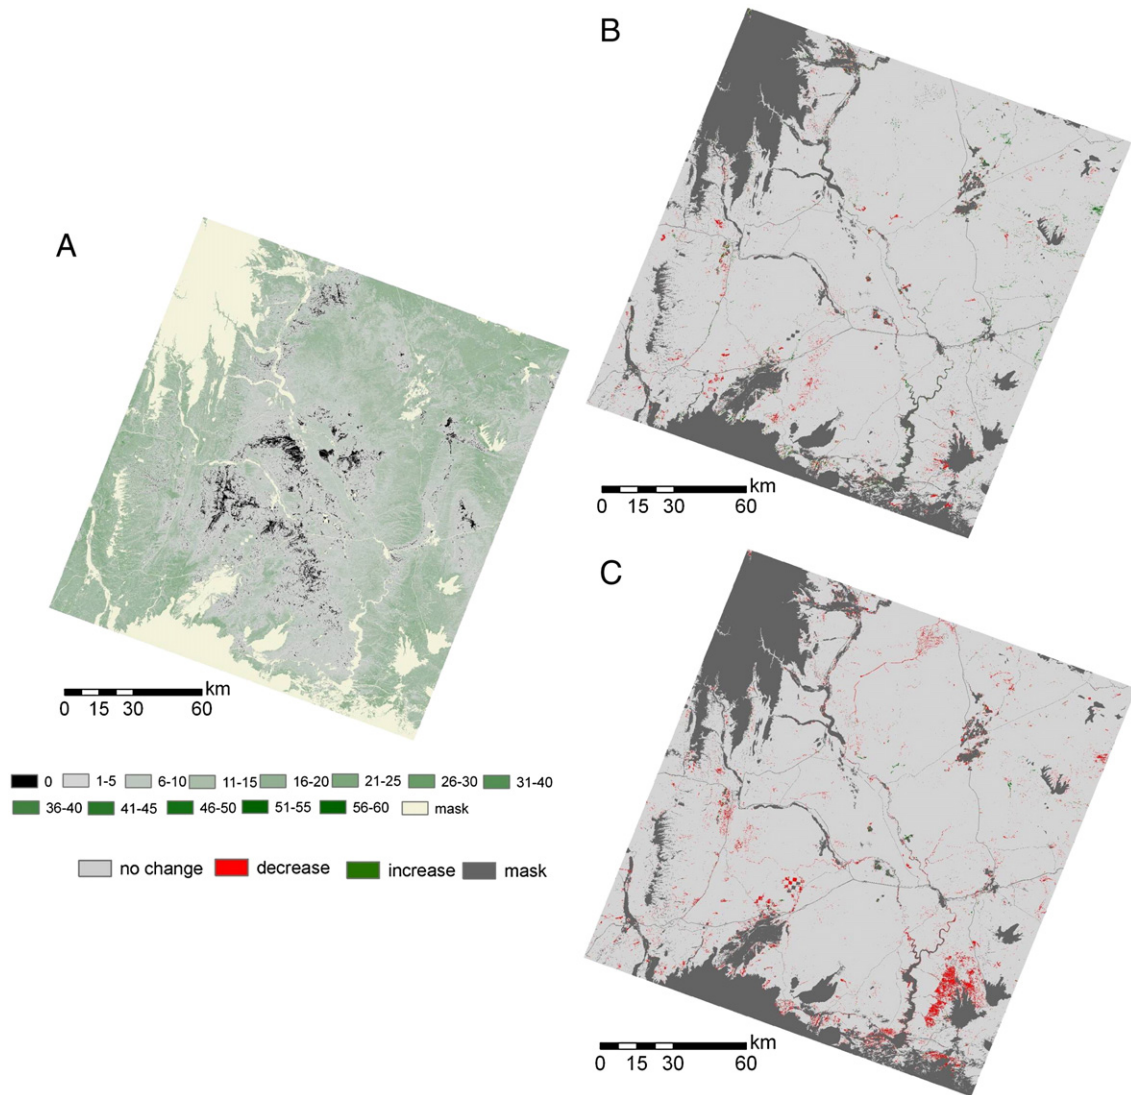 B
A
km
0 15 30 60
km
0 15 30 60
C
0 1-5 6-10 11-15 16-20 21-25 26-30 31-40
36-40 41-45 46-50 51-55 56-60 mask
no change decrease increase mask
km
0 15 30 60